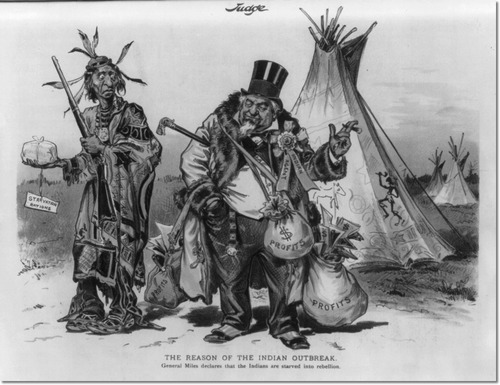 Judge
STARVATION
RATIONS
$
PROFITS
PROFITS
THE REASON OF THE INDIAN OUTBREAK.
General Miles declares that the Indians are starved into rebellion.